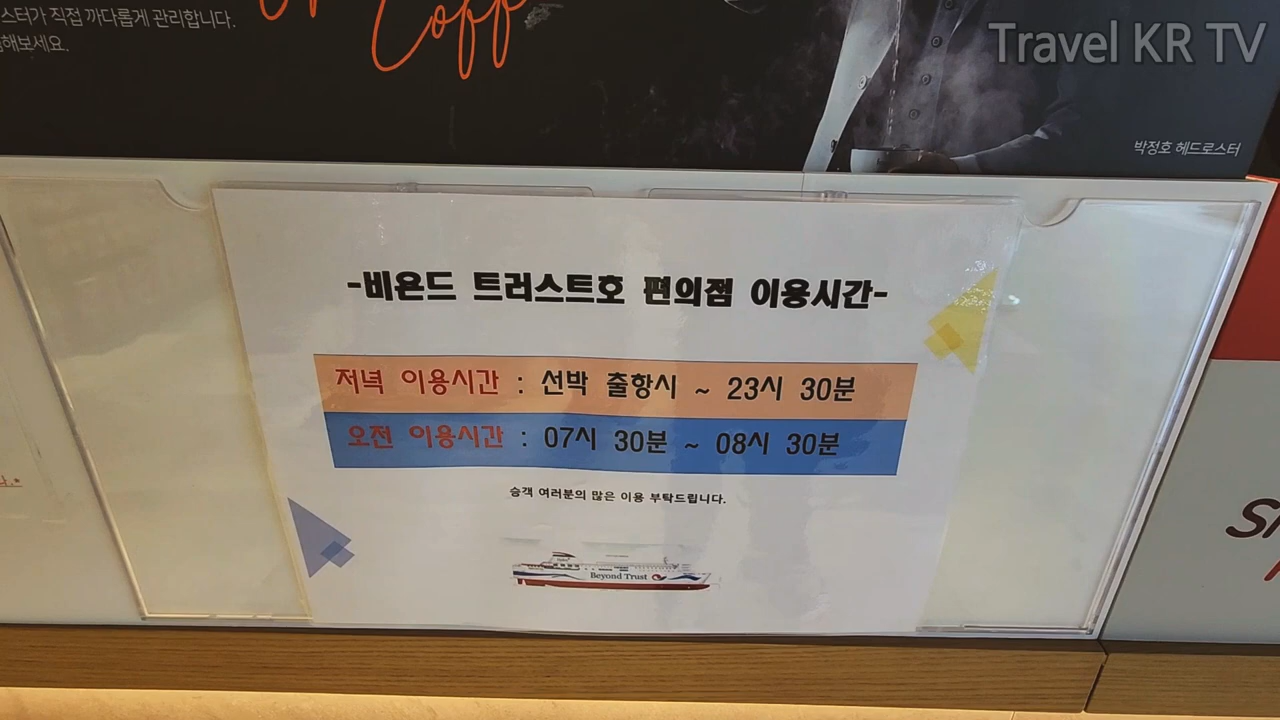 스터가 직접 까다롭게 관리합니다.
해보세요.
Coff
Travel KR TV
박정호 헤드로스터
-비욘드 트러스트호 편의점 이용시간-
저녁 이용시간 : 선박 출항시 ~ 23시 30분
오전 이용시간 : 07시 30분 ~ 08시 30분
승객 여러분의 많은 이용 부탁드립니다.
Beyond Trust